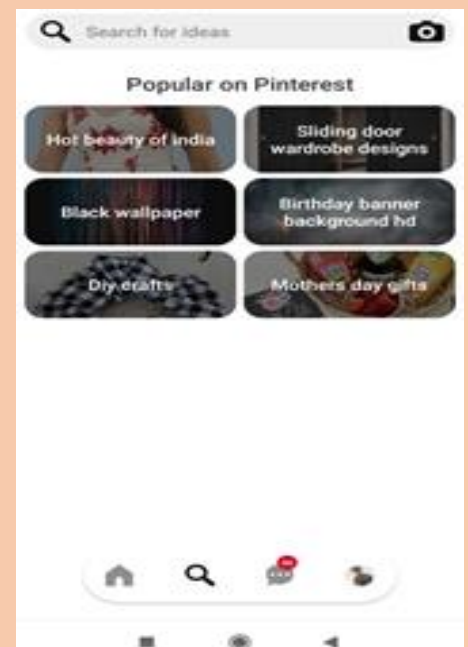 Search for ideas
Popular on Pinterest
Hot beauty of india
Sliding door
wardrobe designs
Black wallpaper
Birthday banner
background hd
Diy crafts
Mothers day gifts